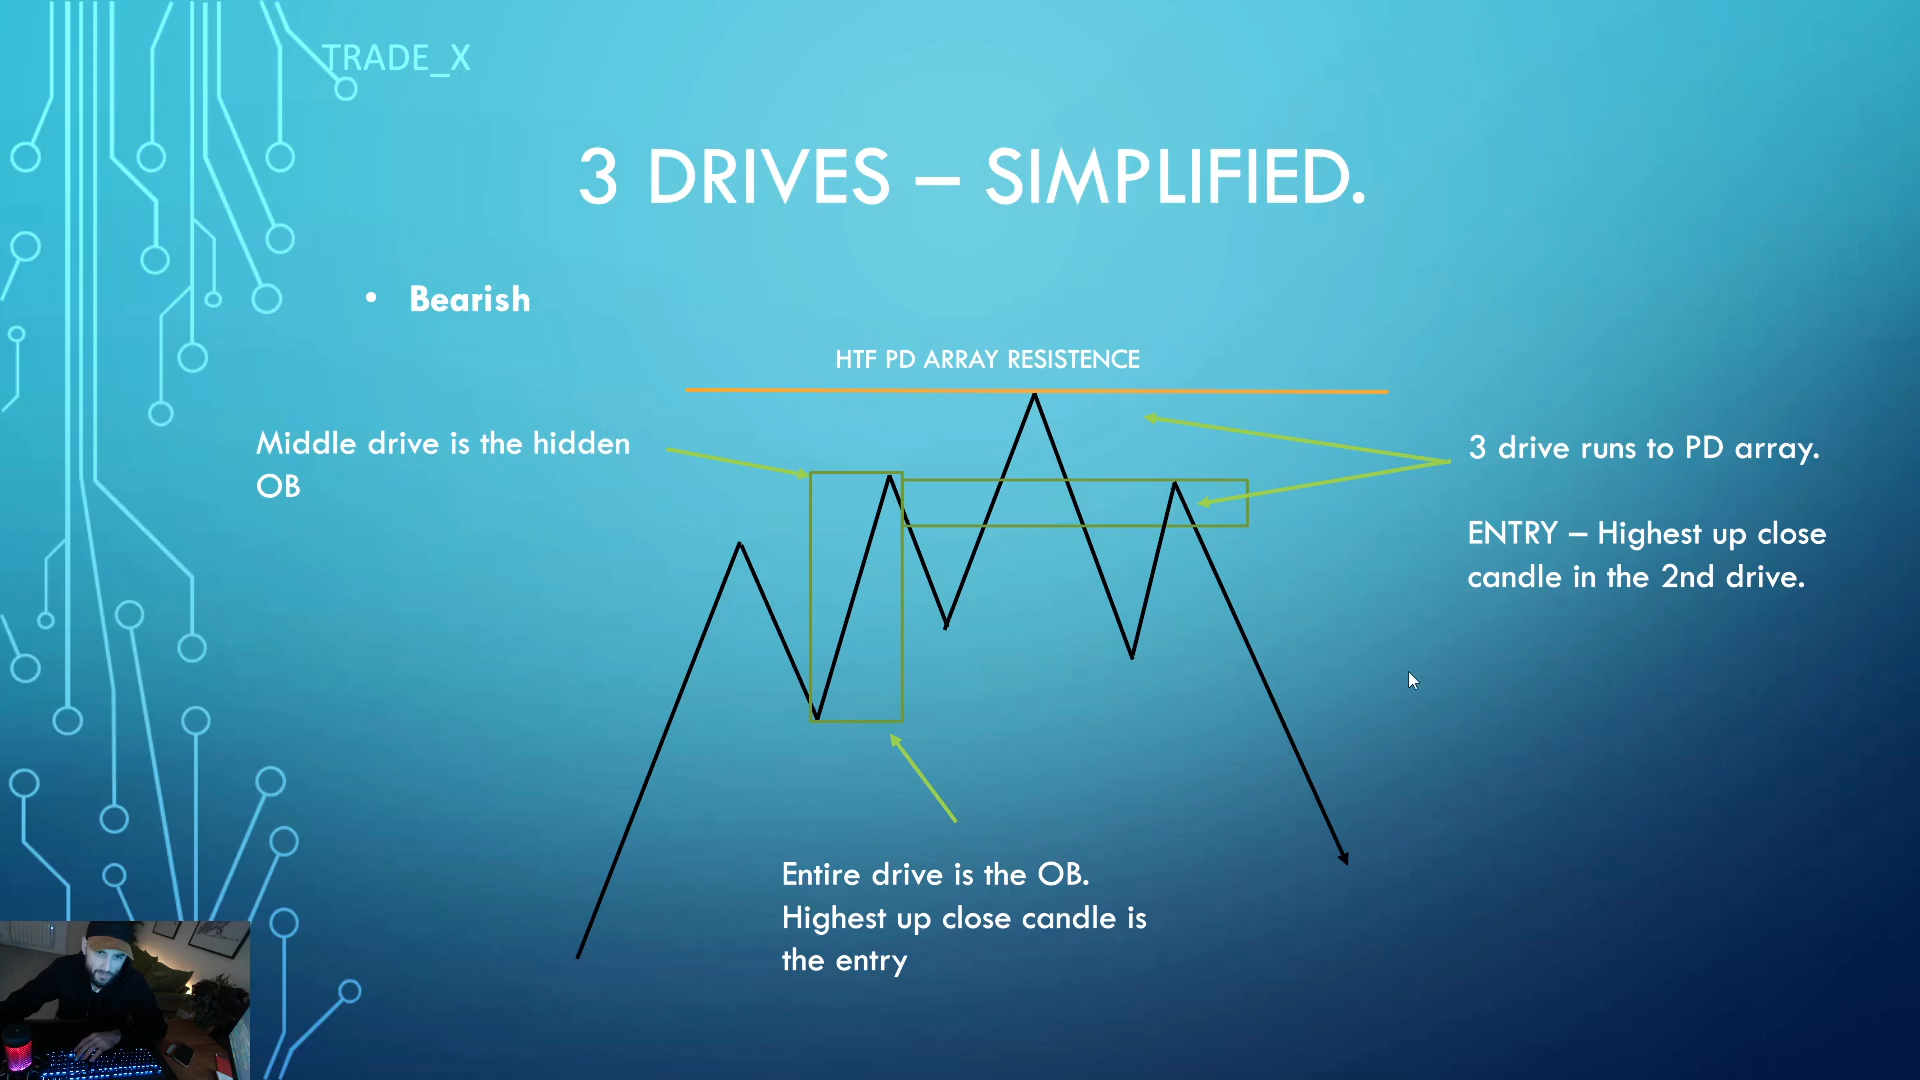 TRADE_X
3 DRIVES – SIMPLIFIED.
• Bearish
HTF PD ARRAY RESISTENCE
Middle drive is the hidden
OB
3 drive runs to PD array.
ENTRY – Highest up close
candle in the 2nd drive.
Entire drive is the OB.
Highest up close candle is
the entry